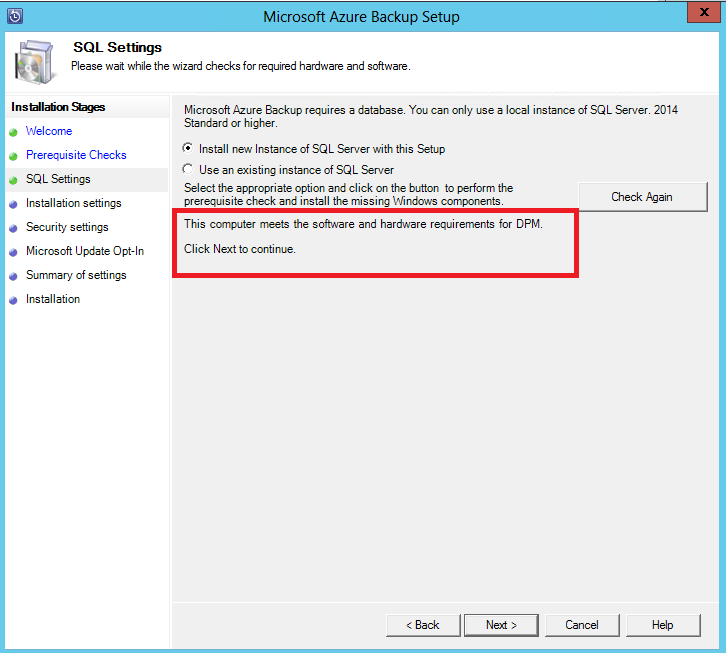 Microsoft Azure Backup Setup
x
SQL Settings
Please wait while the wizard checks for required hardware and software.
Installation Stages
Welcome
Prerequisite Checks
SQL Settings
Installation settings
Security settings
Microsoft Update Opt-In
Summary of settings
Installation
Microsoft Azure Backup requires a database. You can only use a local instance of SQL Server. 2014
Standard or higher.
Install new Instance of SQL Server with this Setup
Use an existing instance of SQL Server
Select the appropriate option and click on the button to perform the
prerequisite check and install the missing Windows components.
Check Again
This computer meets the software and hardware requirements for DPM.
Click Next to continue.
< Back
Next >
Cancel
Help